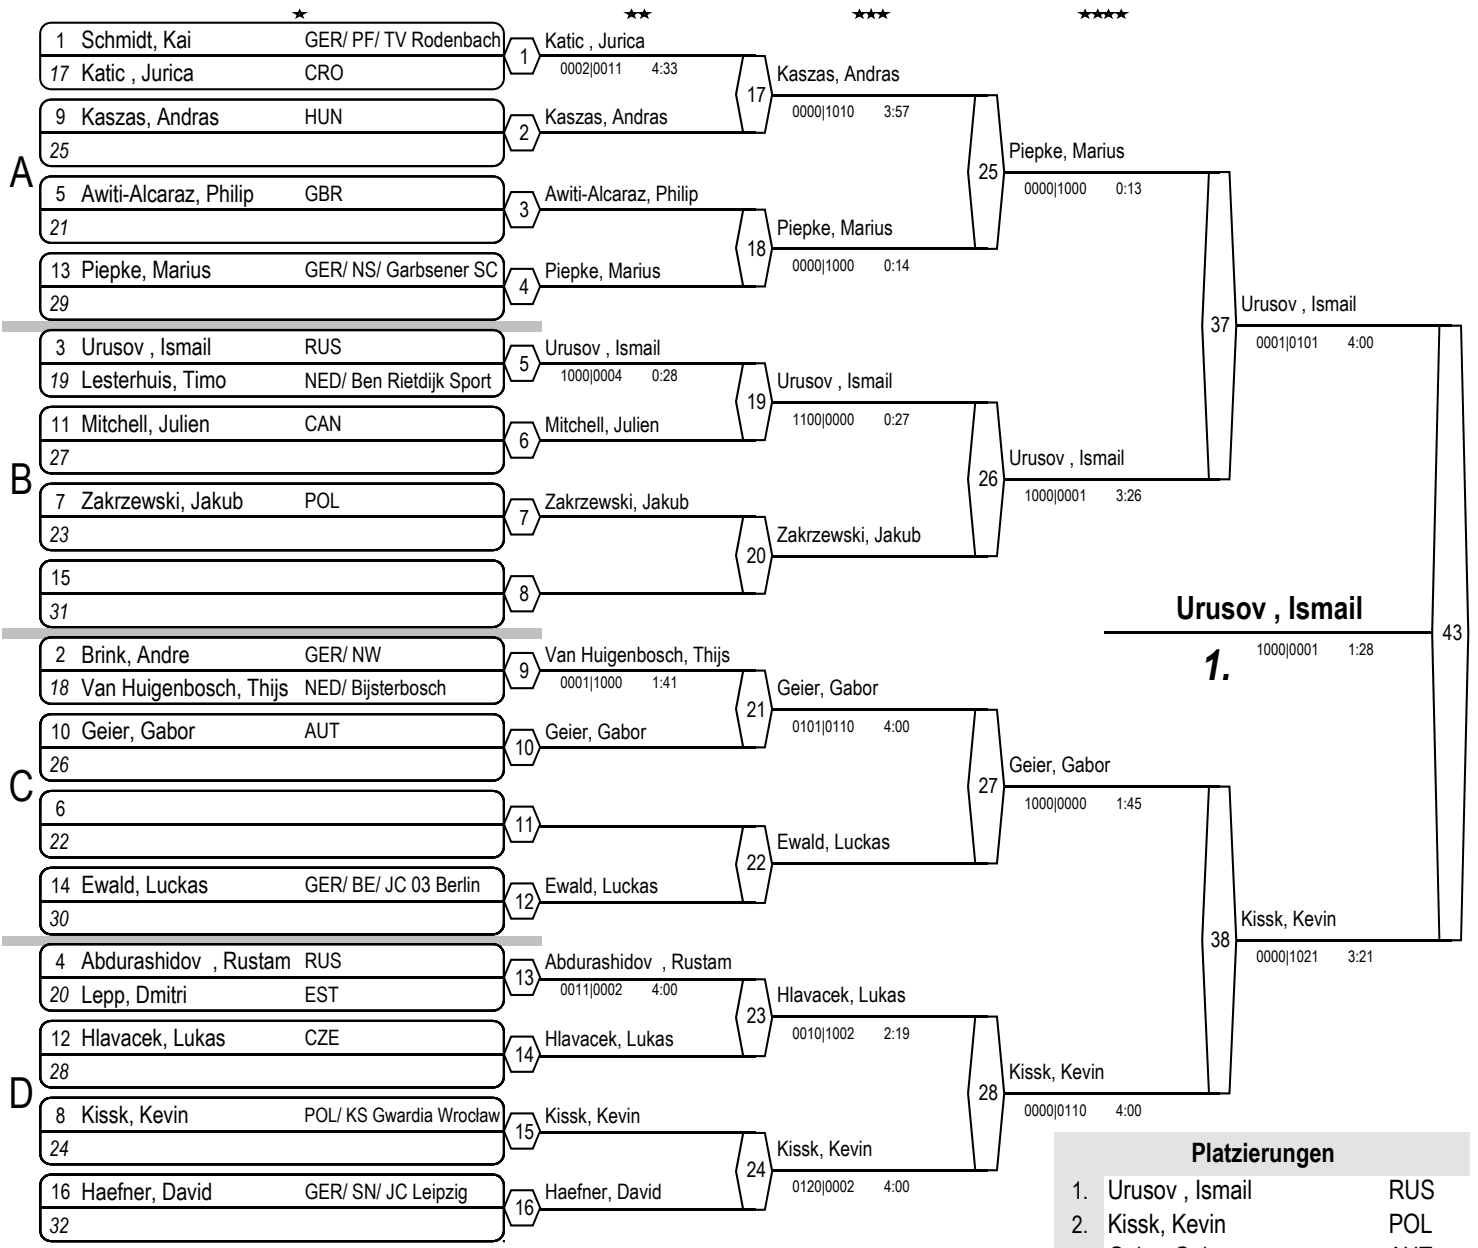 ★ ★★ ★★★ ★★★★
A
1 Schmidt, Kai GER/ PF/ TV Rodenbach
17 Katic , Jurica CRO
9 Kaszas, Andras HUN
25
5 Awiti-Alcaraz, Philip GBR
21
13 Piepke, Marius GER/ NS/ Garbsener SC
29
B
3 Urusov , Ismail RUS
19 Lesterhuis, Timo NED/ Ben Rietdijk Sport
11 Mitchell, Julien CAN
27
7 Zakrzewski, Jakub POL
23
15
31
C
2 Brink, Andre GER/ NW
18 Van Huigenbosch, Thijs NED/ Bijsterbosch
10 Geier, Gabor AUT
26
6
22
14 Ewald, Luckas GER/ BE/ JC 03 Berlin
30
D
4 Abdurashidov , Rustam RUS
20 Lepp, Dmitri EST
12 Hlavacek, Lukas CZE
28
8 Kissk, Kevin POL/ KS Gwardia Wrocław
24
16 Haefner, David GER/ SN/ JC Leipzig
32
1 Katic , Jurica
0002|0011 4:33
2 Kaszas, Andras
3 Awiti-Alcaraz, Philip
4 Piepke, Marius
5 Urusov , Ismail
1000|0004 0:28
6 Mitchell, Julien
7 Zakrzewski, Jakub
8
9 Van Huigenbosch, Thijs
0001|1000 1:41
10 Geier, Gabor
11
12 Ewald, Luckas
13 Abdurashidov , Rustam
0011|0002 4:00
14 Hlavacek, Lukas
15 Kissk, Kevin
16 Haefner, David
17 Kaszas, Andras
0000|1010 3:57
18 Piepke, Marius
0000|1000 0:14
19 Urusov , Ismail
1100|0000 0:27
20 Zakrzewski, Jakub
21 Geier, Gabor
0101|0110 4:00
22 Ewald, Luckas
23 Hlavacek, Lukas
0010|1002 2:19
24 Kissk, Kevin
0120|0002 4:00
25 Piepke, Marius
0000|1000 0:13
26 Urusov , Ismail
1000|0001 3:26
27 Geier, Gabor
1000|0000 1:45
28 Kissk, Kevin
0000|0110 4:00
37 Urusov , Ismail
0001|0101 4:00
38 Kissk, Kevin
0000|1021 3:21
43
Urusov , Ismail
1. 1000|0001 1:28
Platzierungen
1. Urusov , Ismail RUS
2. Kissk, Kevin POL